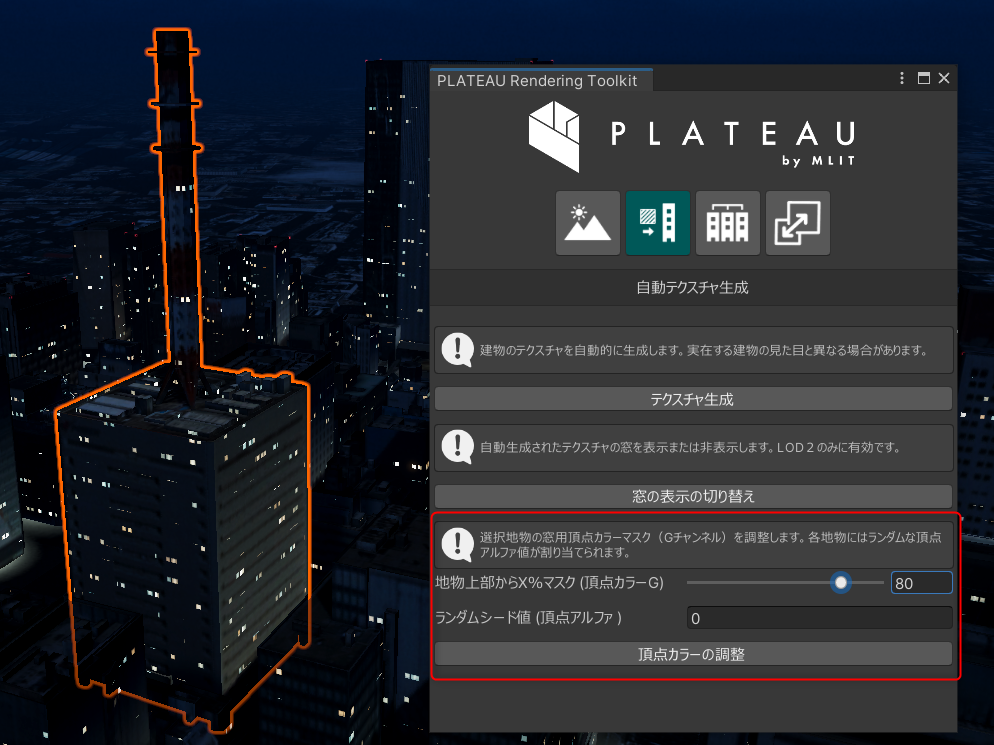 PLATEAU Rendering Toolkit
PLATEAU
by MLIT
自動テクスチャ生成
建物のテクスチャを自動的に生成します。実在する建物の見た目と異なる場合があります。
テクスチャ生成
自動生成されたテクスチャの窓を表示または非表示します。LOD２のみに有効です。
窓の表示の切り替え
選択地物の窓用頂点カラーマスク（Gチャンネル）を調整します。各地物にはランダムな頂点
アルファ値が割り当てられます。
地物上部からX%マスク (頂点カラーG)
80
ランダムシード値 (頂点アルファ )
0
頂点カラーの調整